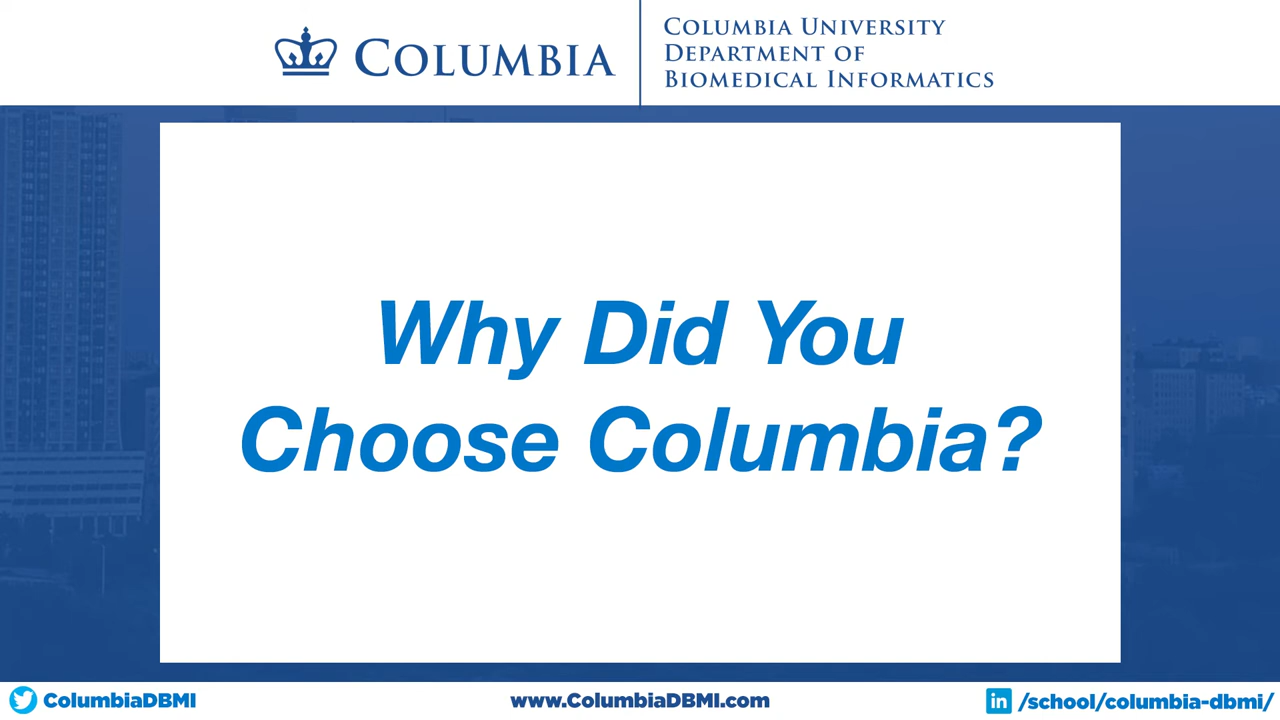 COLUMBIA
COLUMBIA UNIVERSITY
DEPARTMENT OF
BIOMEDICAL INFORMATICS
Why Did You
Choose Columbia?
ColumbiaDBMI
www.ColumbiaDBMI.com
in /school/columbia-dbmi/